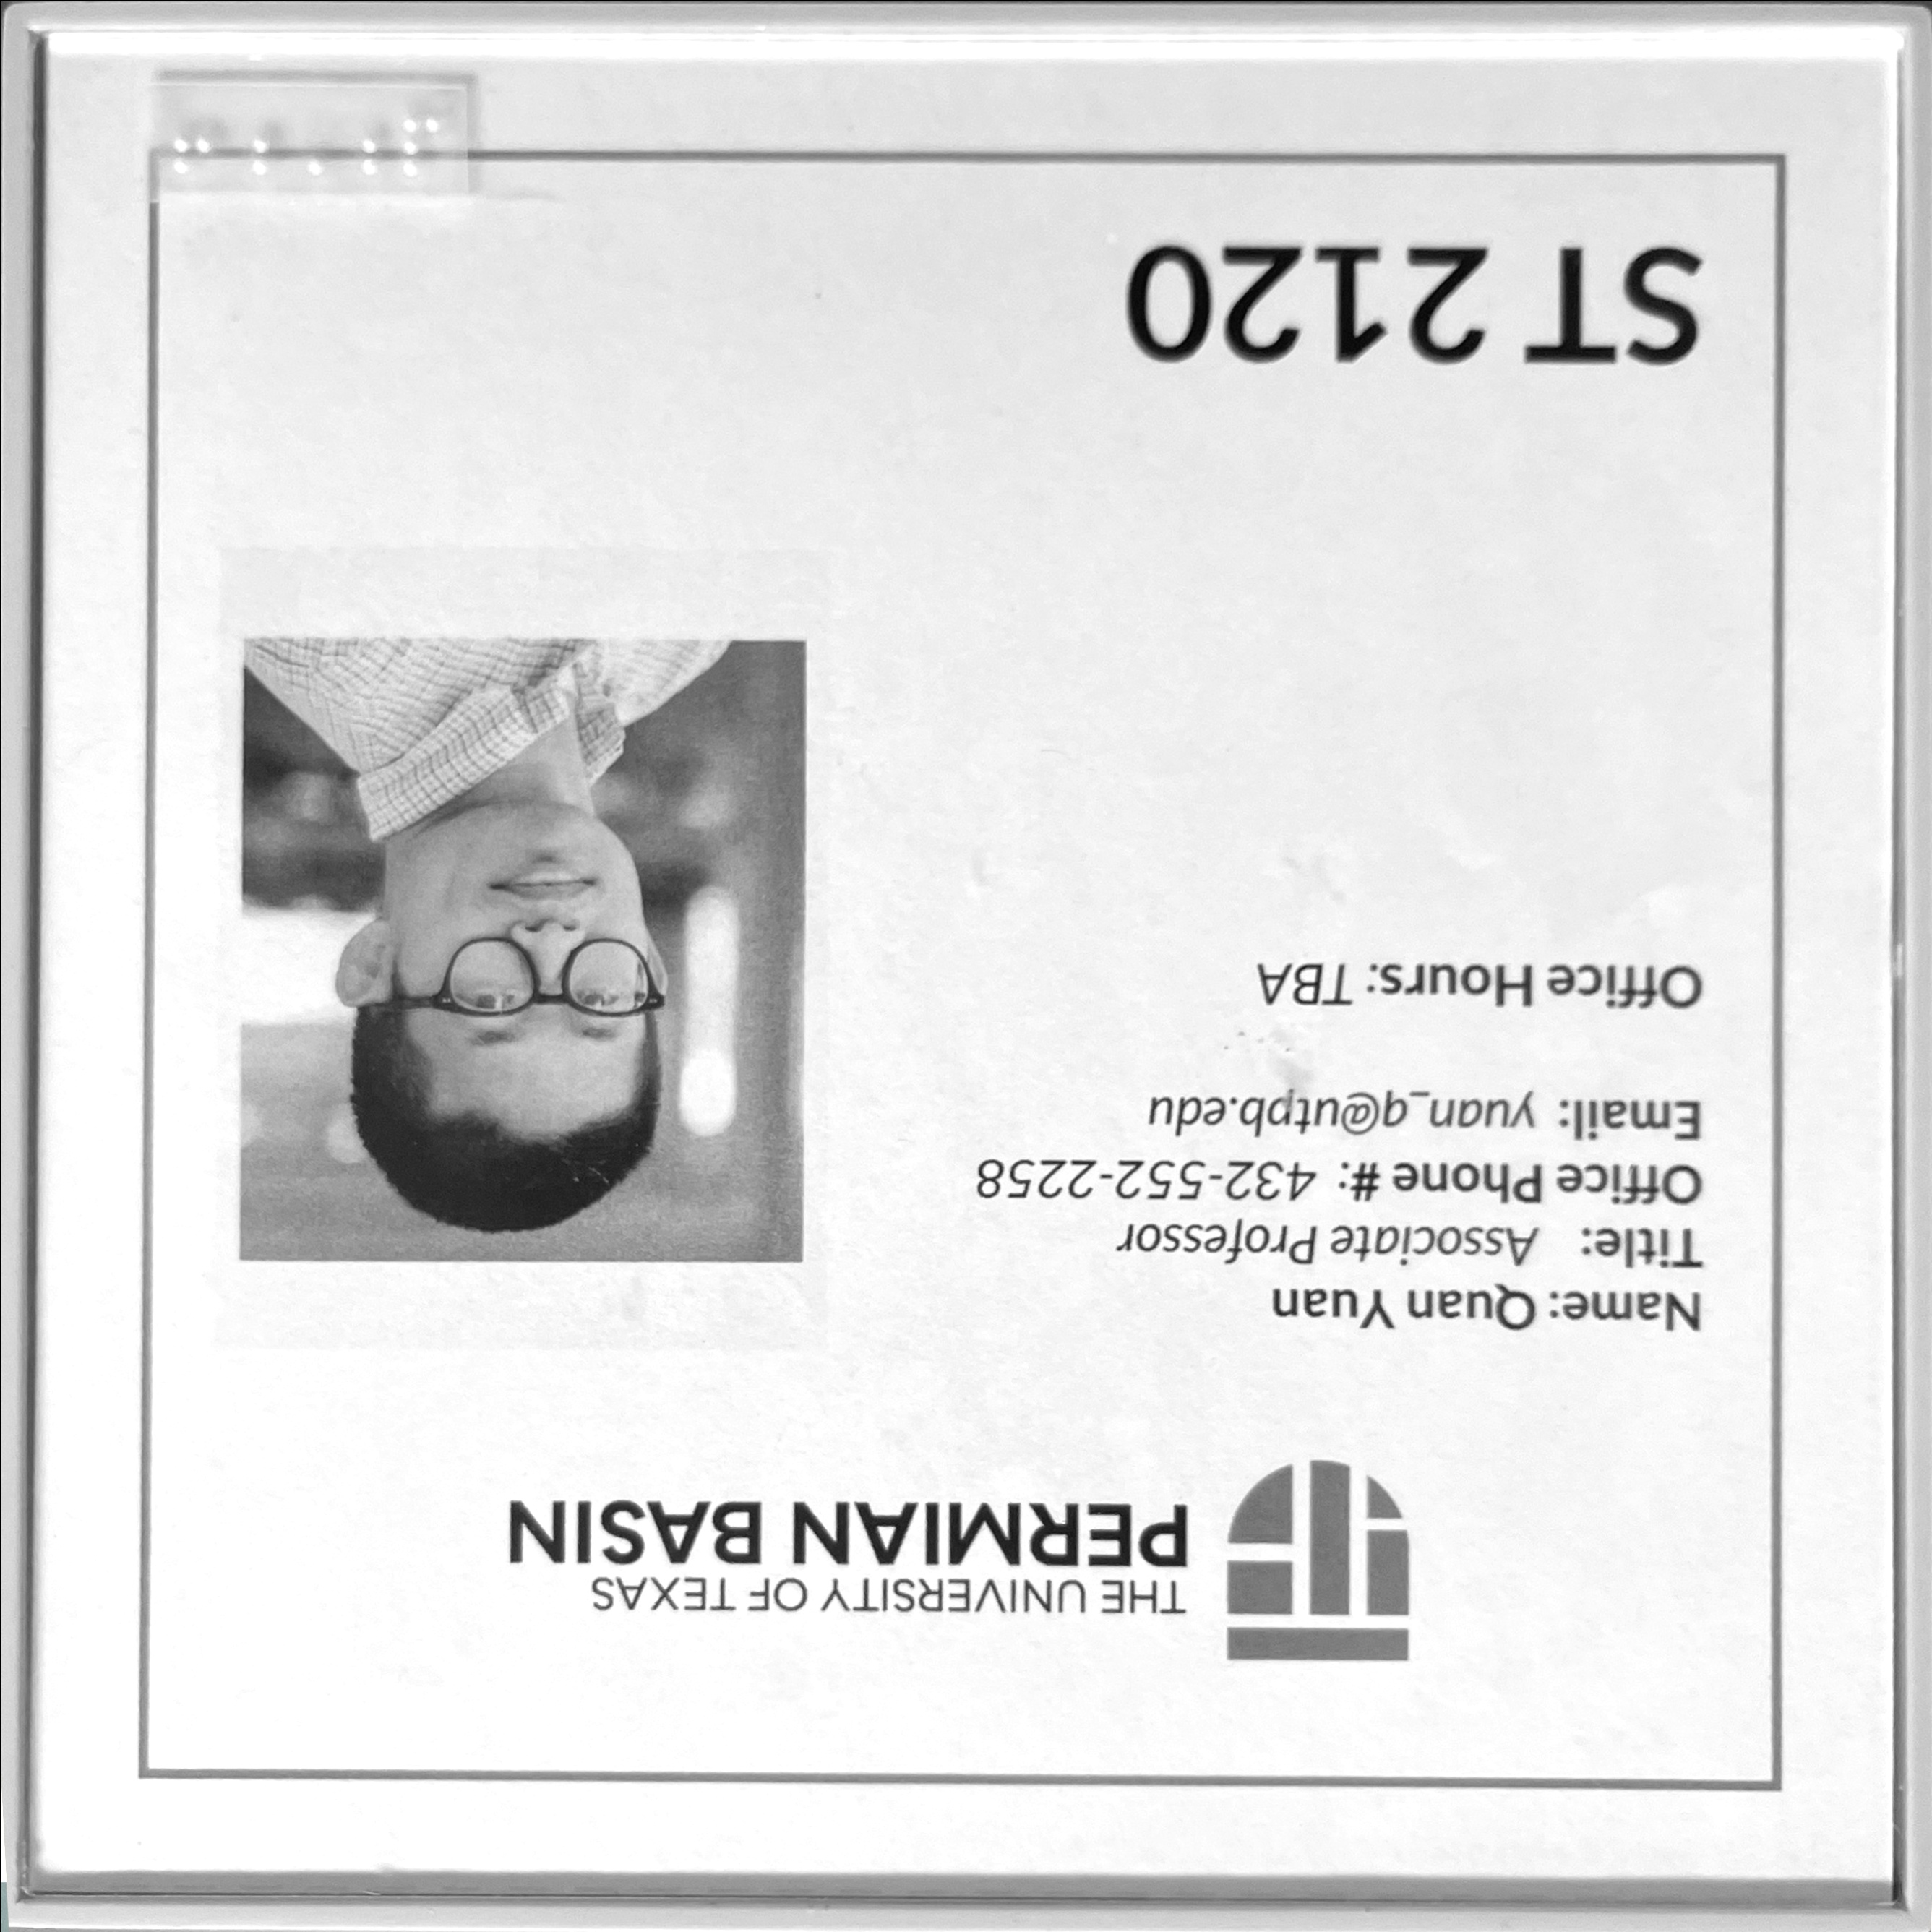 THE UNIVERSITY OF TEXAS
PERMIAN BASIN
Name: Quan Yuan
Title: Associate Professor
Office Phone #: 432-552-2258
Email: yuan_q@utpb.edu
Office Hours: TBA
ST 2120
⠼⠃⠁⠃⠚